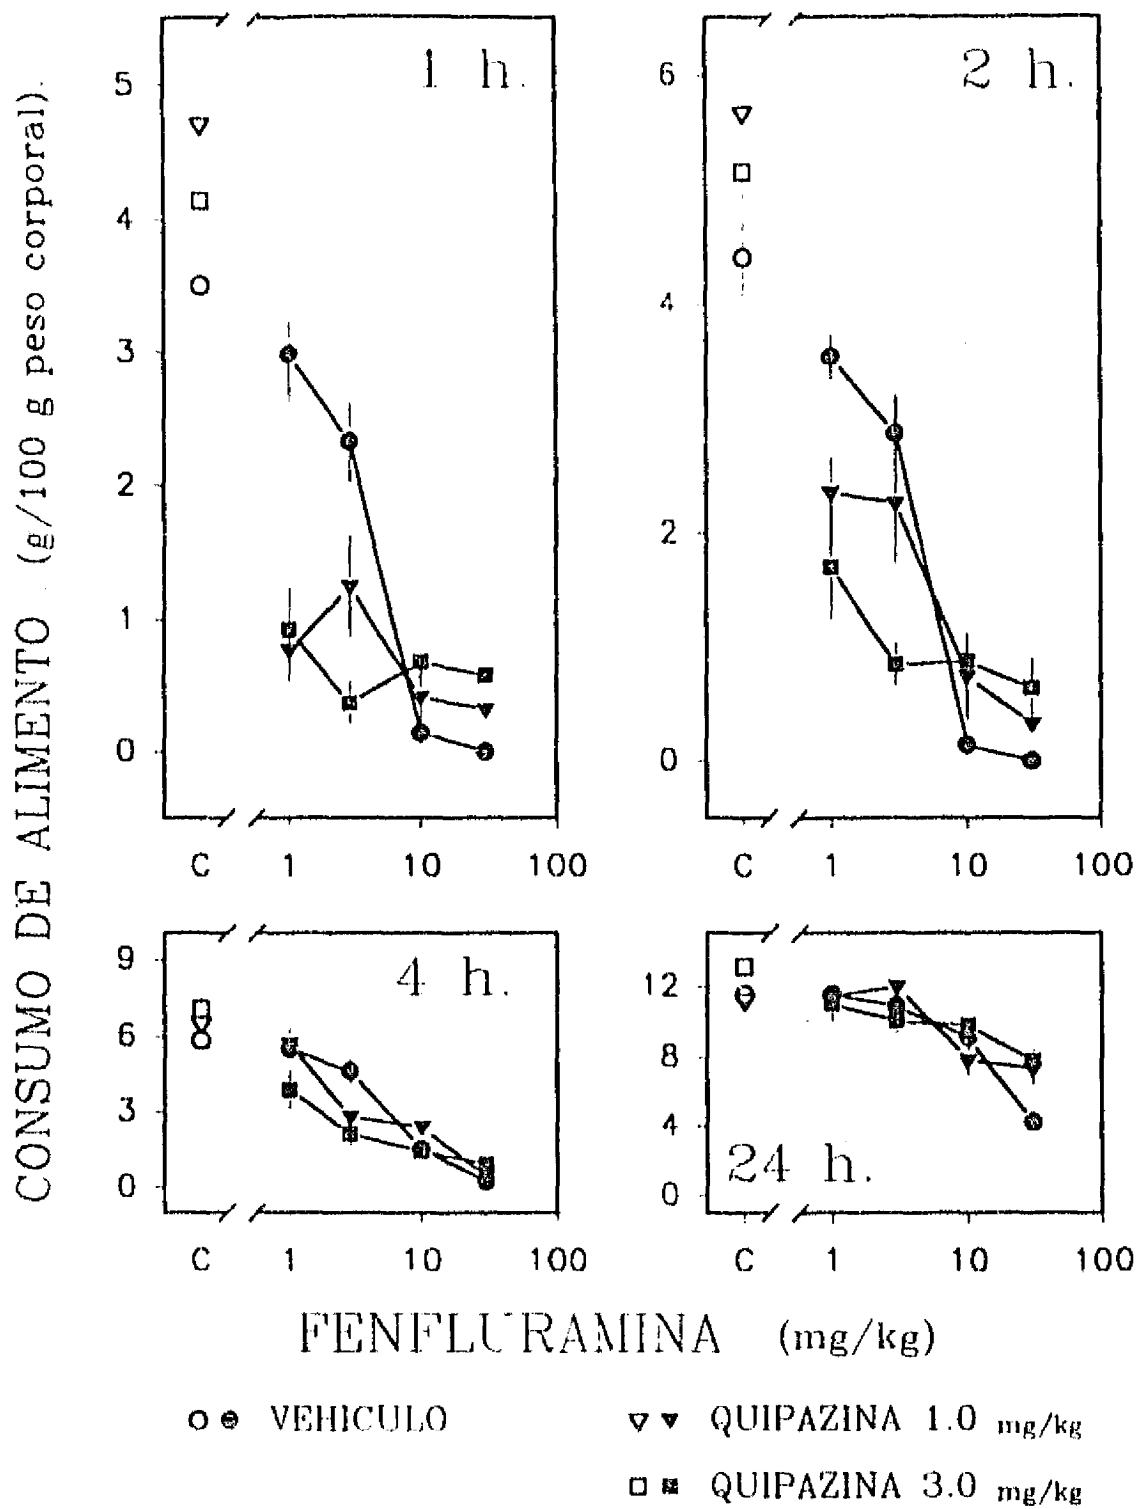 CONSUMO DE ALIMENTO (g/100 g peso corporal).
1 h.
5
4
3
2
1
0
C 1 10 100
2 h.
6
4
2
0
C 1 10 100
4 h.
9
6
3
0
C 1 10 100
24 h.
12
8
4
0
C 1 10 100
FENFLURAMINA (mg/kg)
VEHICULO
QUIPAZINA 1.0 mg/kg
QUIPAZINA 3.0 mg/kg